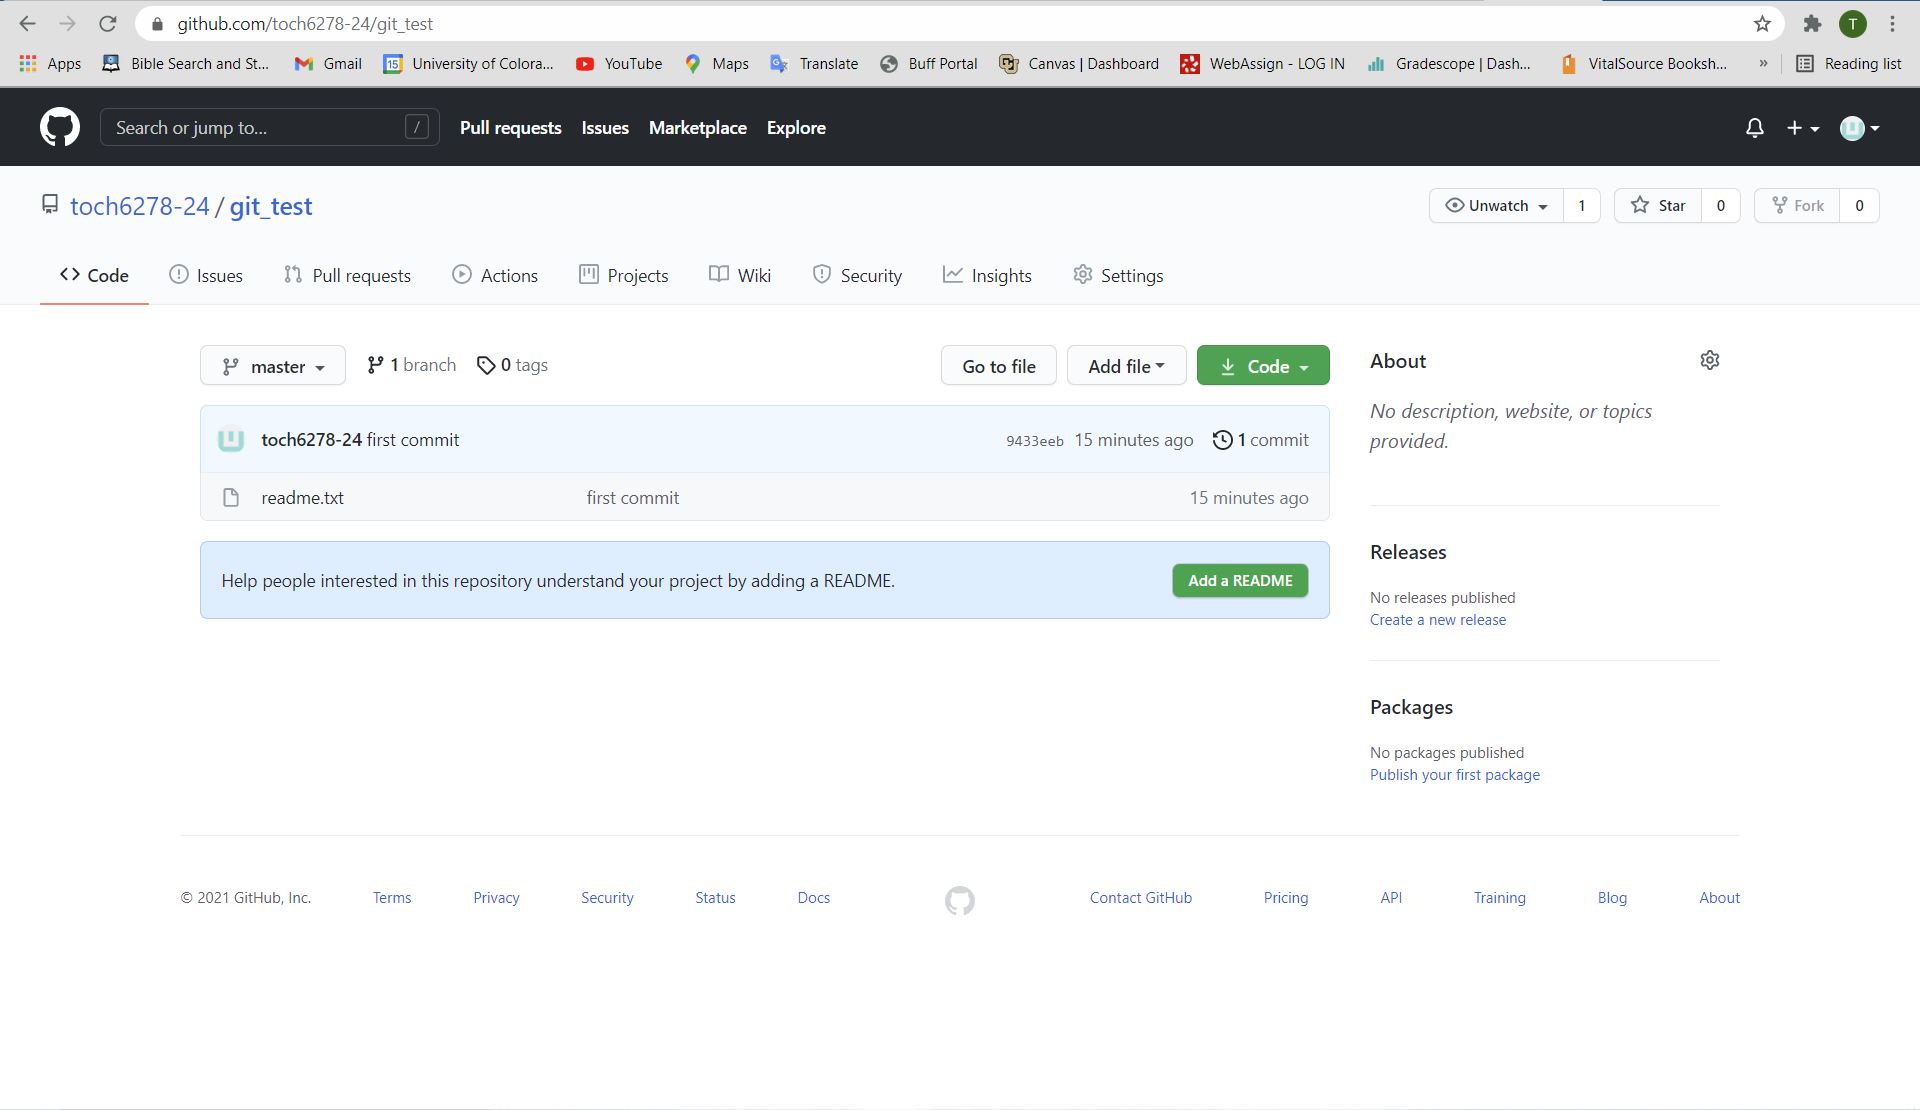 github.com/toch6278-24/git_test
T
Apps Bible Search and St... Gmail 15 University of Colora... YouTube Maps Translate Buff Portal Canvas | Dashboard WebAssign - LOG IN Gradescope | Dash... VitalSource Booksh... » Reading list
Search or jump to... / Pull requests Issues Marketplace Explore
toch6278-24 / git_test
Unwatch 1 Star 0 Fork 0
Code Issues Pull requests Actions Projects Wiki Security Insights Settings
master 1 branch 0 tags Go to file Add file Code
toch6278-24 first commit 9433eeb 15 minutes ago 1 commit
readme.txt first commit 15 minutes ago
Help people interested in this repository understand your project by adding a README. Add a README
About
No description, website, or topics
provided.
Releases
No releases published
Create a new release
Packages
No packages published
Publish your first package
© 2021 GitHub, Inc. Terms Privacy Security Status Docs Contact GitHub Pricing API Training Blog About